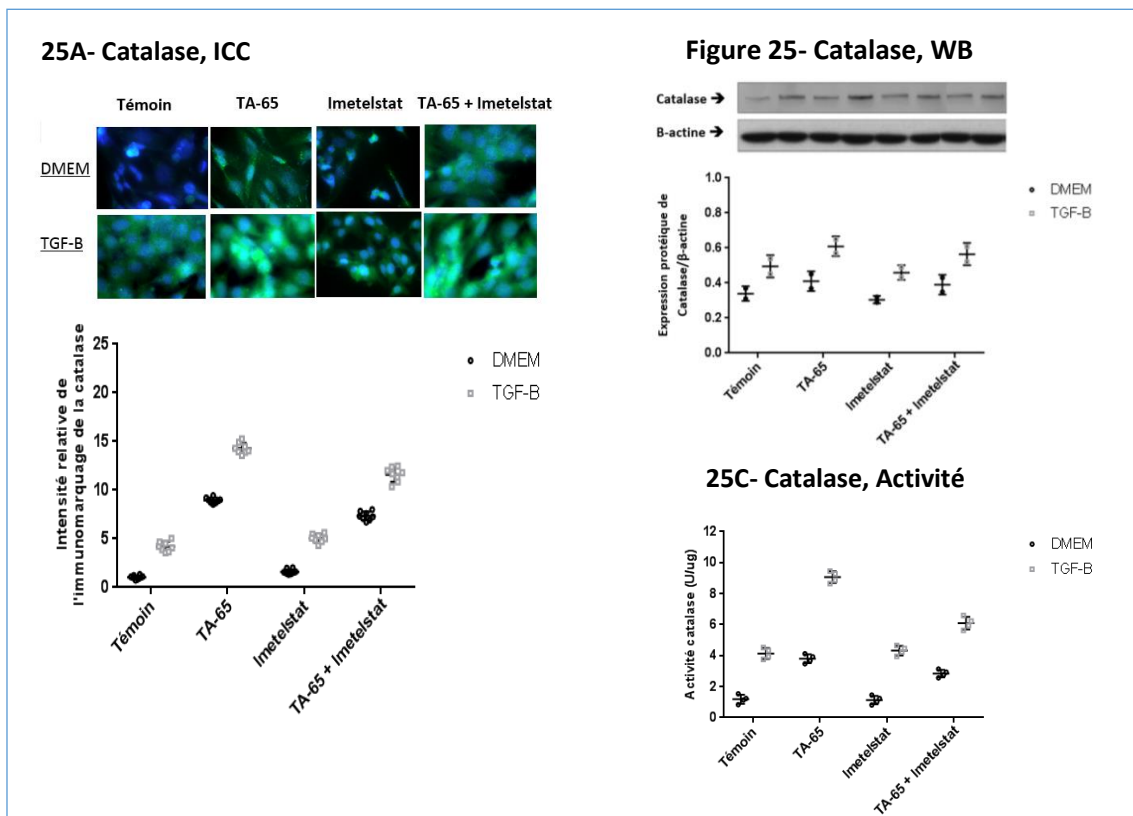 25A- Catalase, ICC
Témoin TA-65 Imetelstat TA-65 + Imetelstat
DMEM
TGF-B
Intensité relative de
l'immunomarquage de la catalase
25
20
15
10
5
0
DMEM
TGF-B
Témoin
TA-65
Imetelstat
TA-65 + Imetelstat
Figure 25- Catalase, WB
Catalase →
B-actine →
Expression protéique de
Catalase/β-actine
1.0
0.8
0.6
0.4
0.2
0.0
DMEM
TGF-B
Témoin
TA-65
Imetelstat
TA-65 + Imetelstat
25C- Catalase, Activité
Activité catalase (U/ug)
12
10
8
6
4
2
0
DMEM
TGF-B
Témoin
TA-65
Imetelstat
TA-65 + Imetelstat